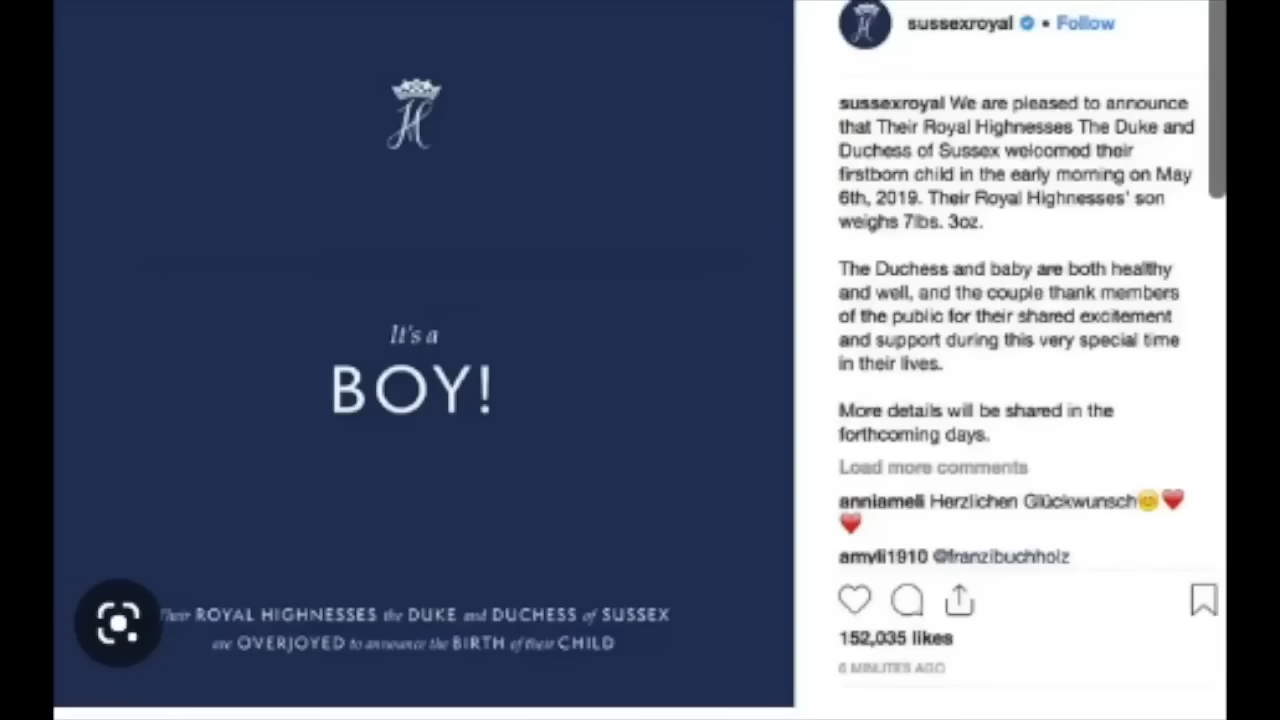 It's a
BOY!
Their ROYAL HIGHNESSES the DUKE and DUCHESS of SUSSEX
are OVERJOYED to announce the BIRTH of their CHILD
sussexroyal • Follow
sussexroyal We are pleased to announce
that Their Royal Highnesses The Duke and
Duchess of Sussex welcomed their
firstborn child in the early morning on May
6th, 2019. Their Royal Highnesses' son
weighs 7lbs. 3oz.
The Duchess and baby are both healthy
and well, and the couple thank members
of the public for their shared excitement
and support during this very special time
in their lives.
More details will be shared in the
forthcoming days.
Load more comments
anniameli Herzlichen Glückwunsch😊❤️
❤️
amyli1910 @franzibuchholz
152,035 likes
6 MINUTES AGO